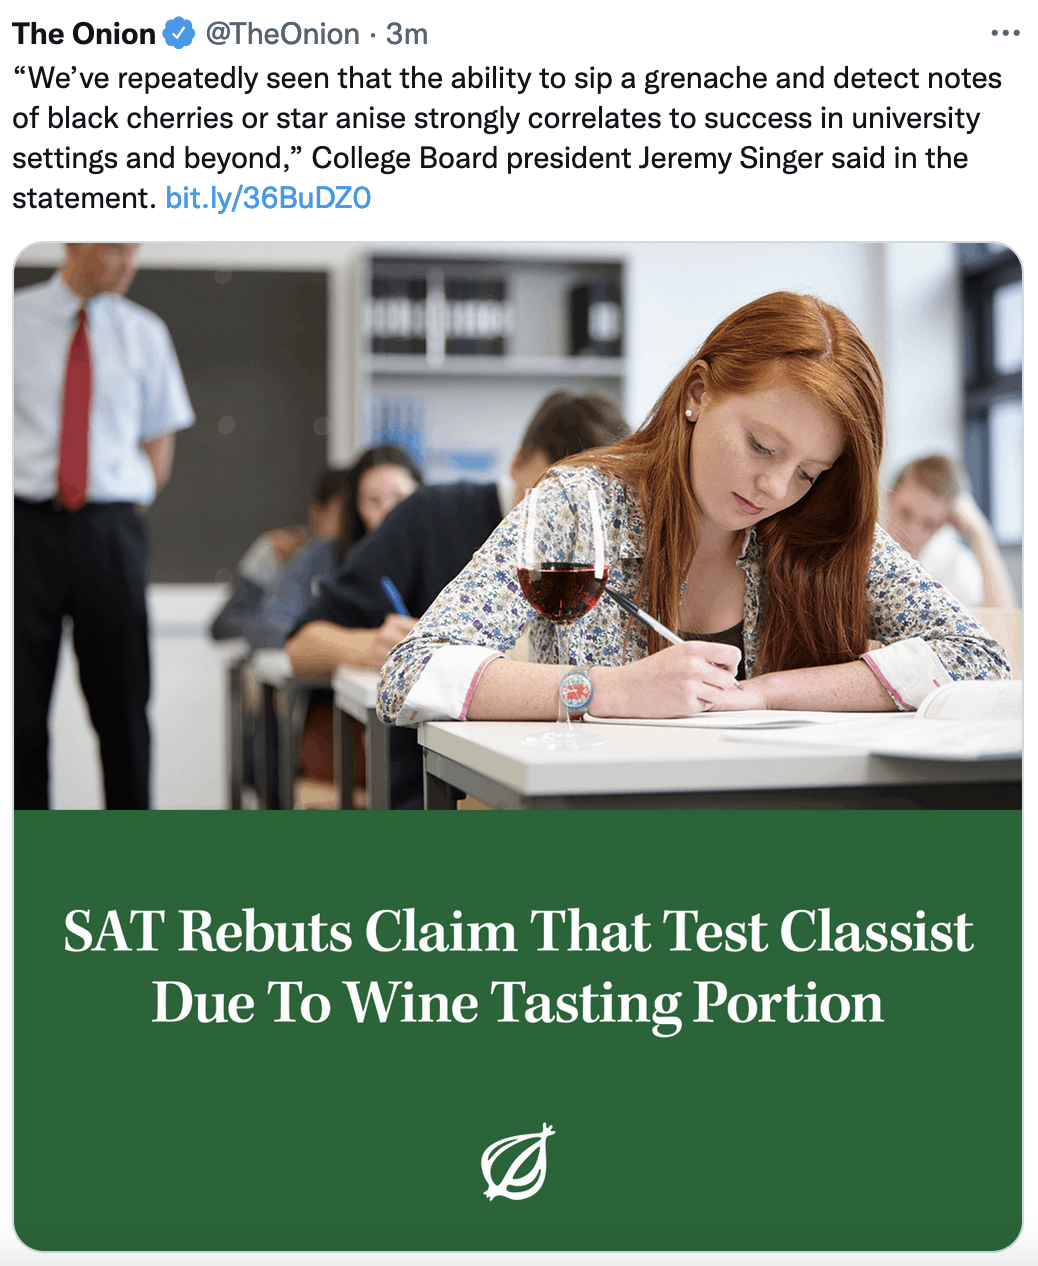 The Onion @TheOnion · 3m
“We’ve repeatedly seen that the ability to sip a grenache and detect notes
of black cherries or star anise strongly correlates to success in university
settings and beyond,” College Board president Jeremy Singer said in the
statement. bit.ly/36BuDZ0
SAT Rebuts Claim That Test Classist
Due To Wine Tasting Portion